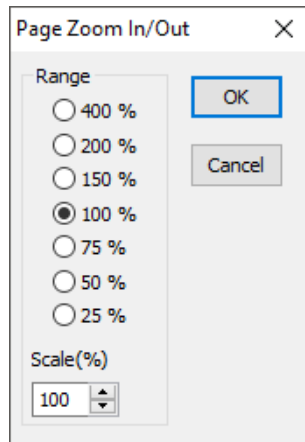 Page Zoom In/Out
Range
400 %
200 %
150 %
100 %
75 %
50 %
25 %
Scale(%)
100
OK
Cancel